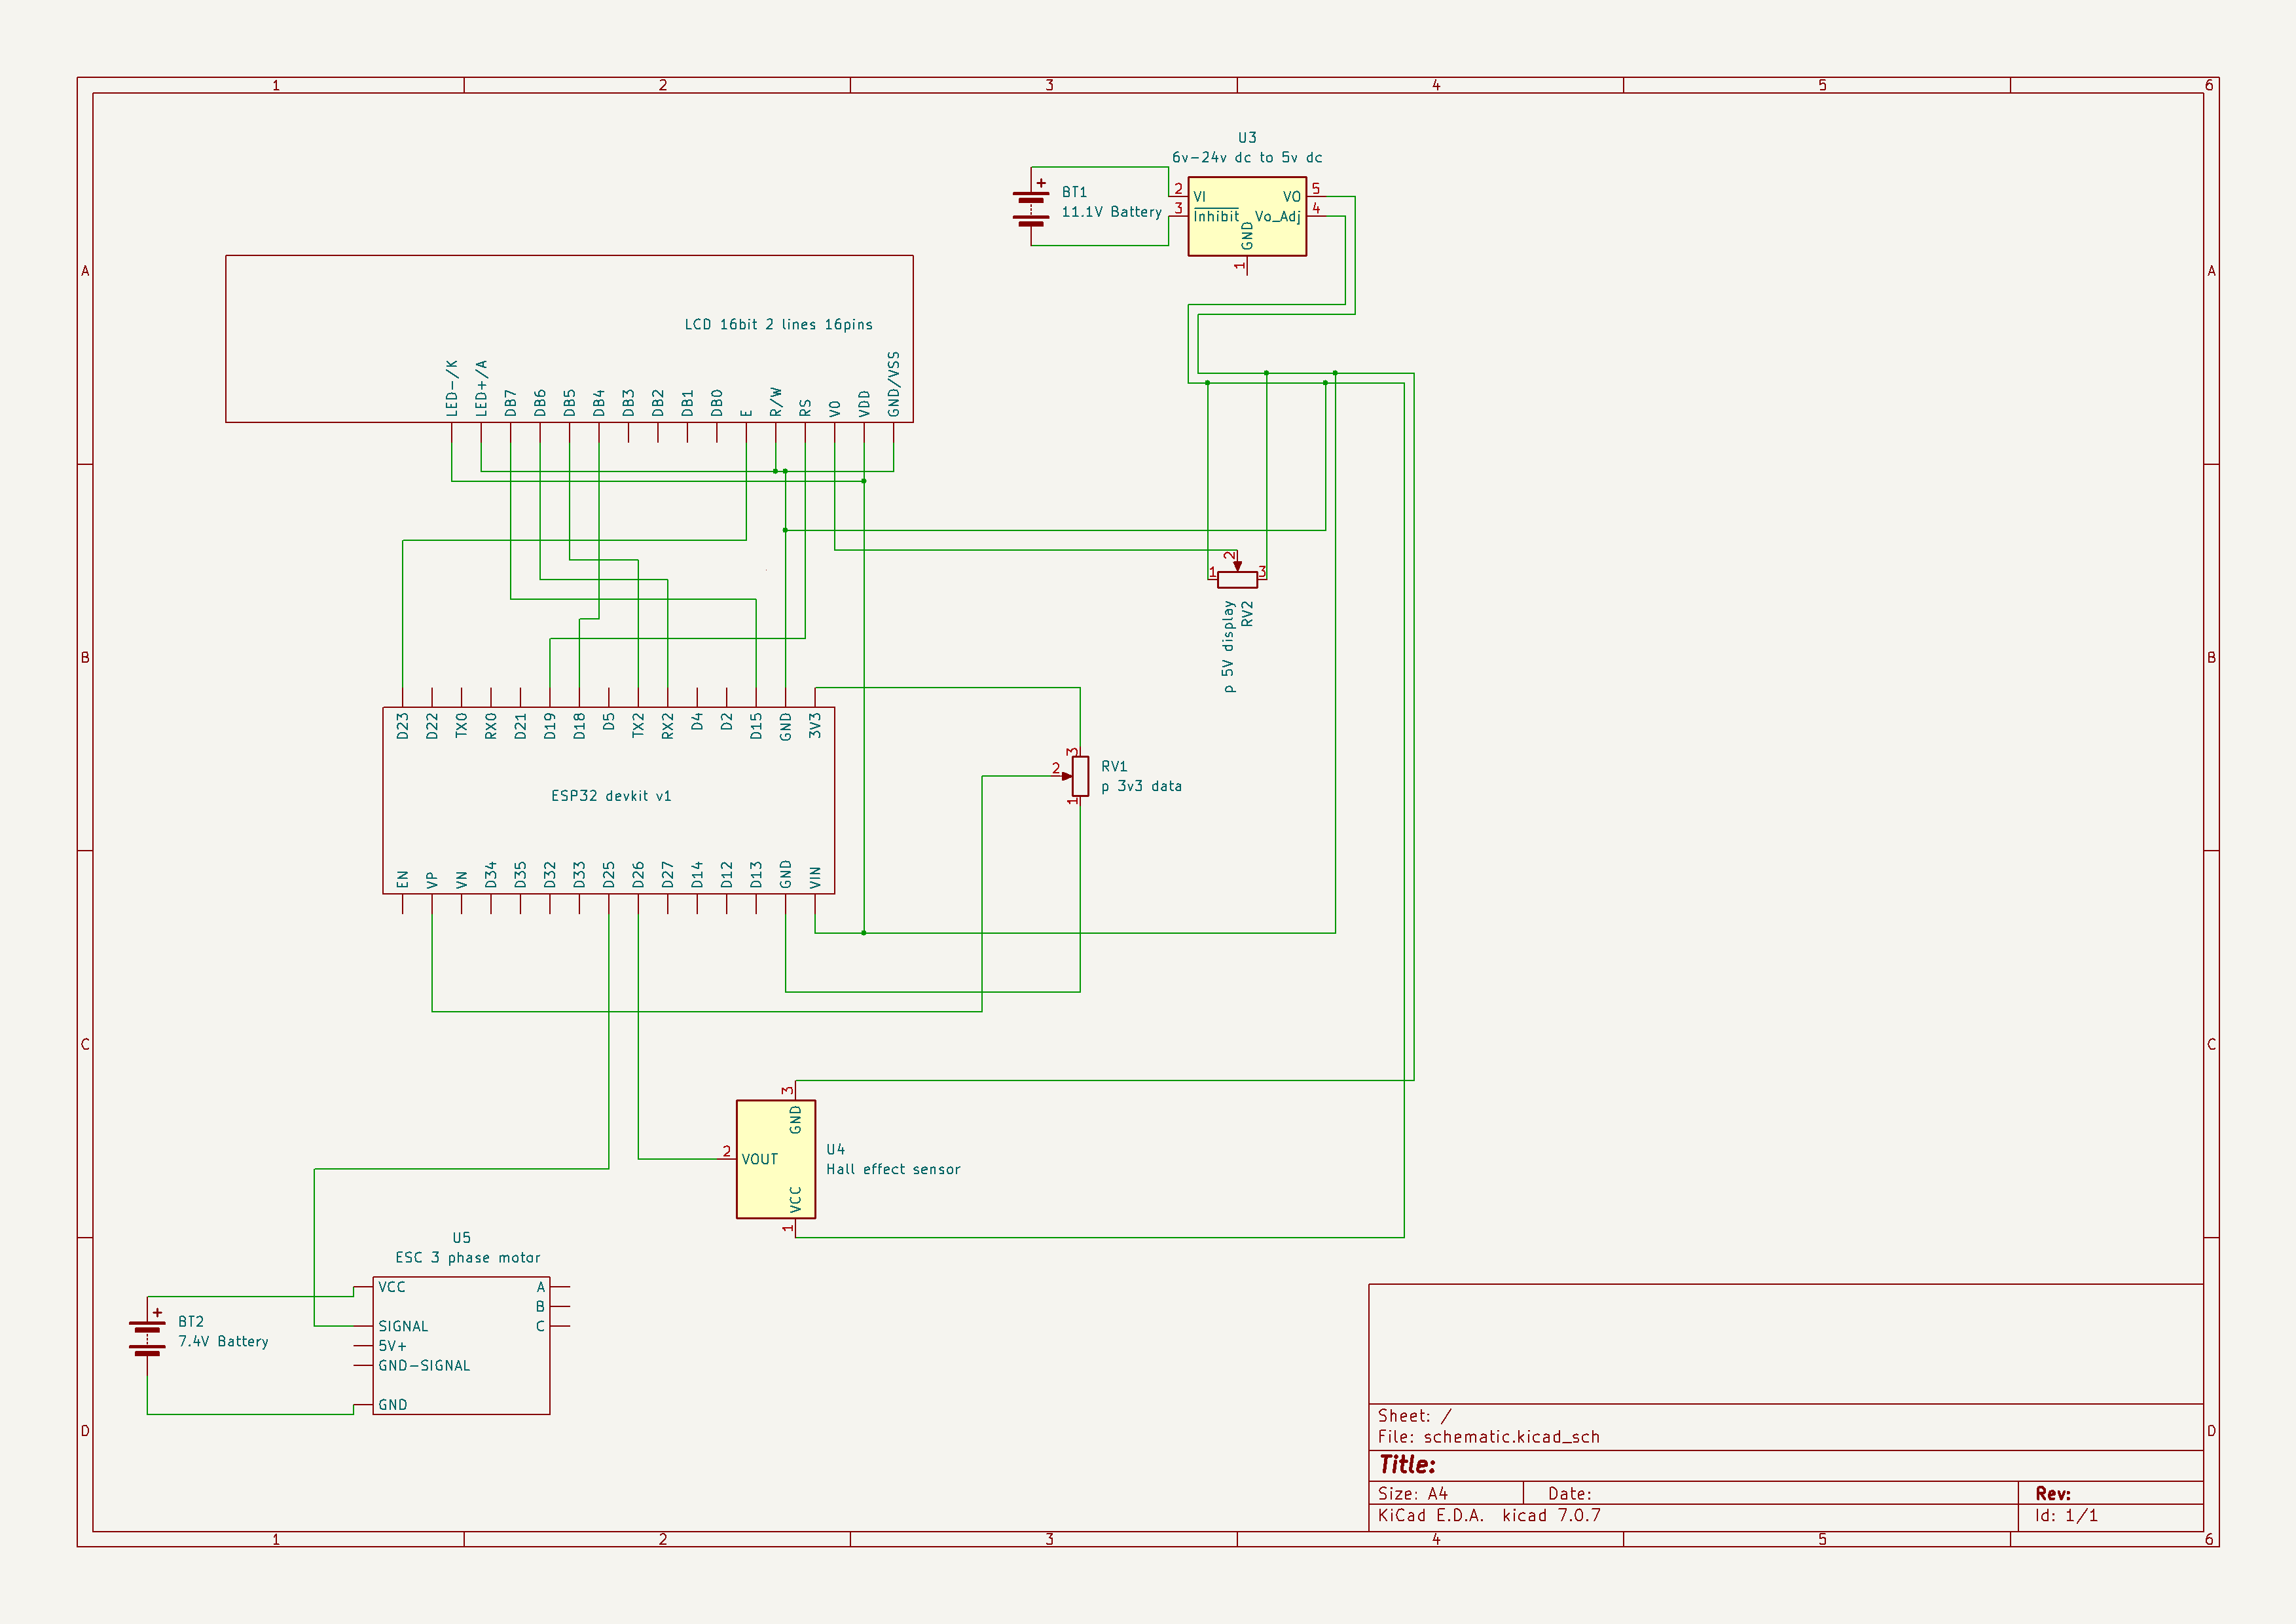 1 2 3 4 5 6
U3
6v-24v dc to 5v dc
2 VI VO 5
3 Inhibit Vo_Adj 4
GND
1
+
BT1
11.1V Battery
A A
LCD 16bit 2 lines 16pins
LED-/K LED+/A DB7 DB6 DB5 DB4 DB3 DB2 DB1 DB0 E R/W RS V0 VDD GND/VSS
1 2 3
p 5V display
RV2
B B
D23 D22 TX0 RX0 D21 D19 D18 D5 TX2 RX2 D4 D2 D15 GND 3V3
ESP32 devkit v1
EN VP VN D34 D35 D32 D33 D25 D26 D27 D14 D12 D13 GND VIN
3
2
1
RV1
p 3v3 data
C C
3
GND
2 VOUT
VCC
1
U4
Hall effect sensor
U5
ESC 3 phase motor
VCC A
B
SIGNAL C
5V+
GND-SIGNAL
GND
+
BT2
7.4V Battery
D D
Sheet: /
File: schematic.kicad_sch
Title:
Size: A4 Date: Rev:
KiCad E.D.A. kicad 7.0.7 Id: 1/1
1 2 3 4 5 6